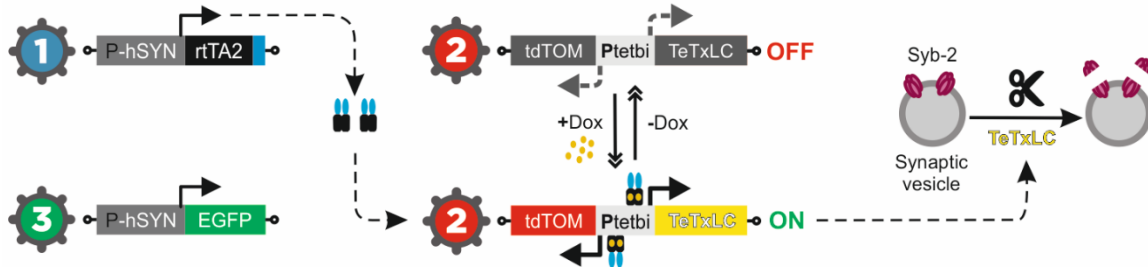 1 P-hSYN rtTA2
2 tdTOM Ptetbi TeTxLC OFF
+Dox -Dox
Syb-2
TeTxLC
Synaptic
vesicle
3 P-hSYN EGFP
2 tdTOM Ptetbi TeTxLC ON